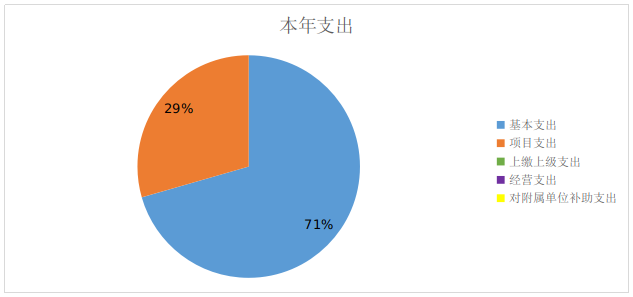 本年支出
29%
71%
基本支出
项目支出
上缴上级支出
经营支出
对附属单位补助支出